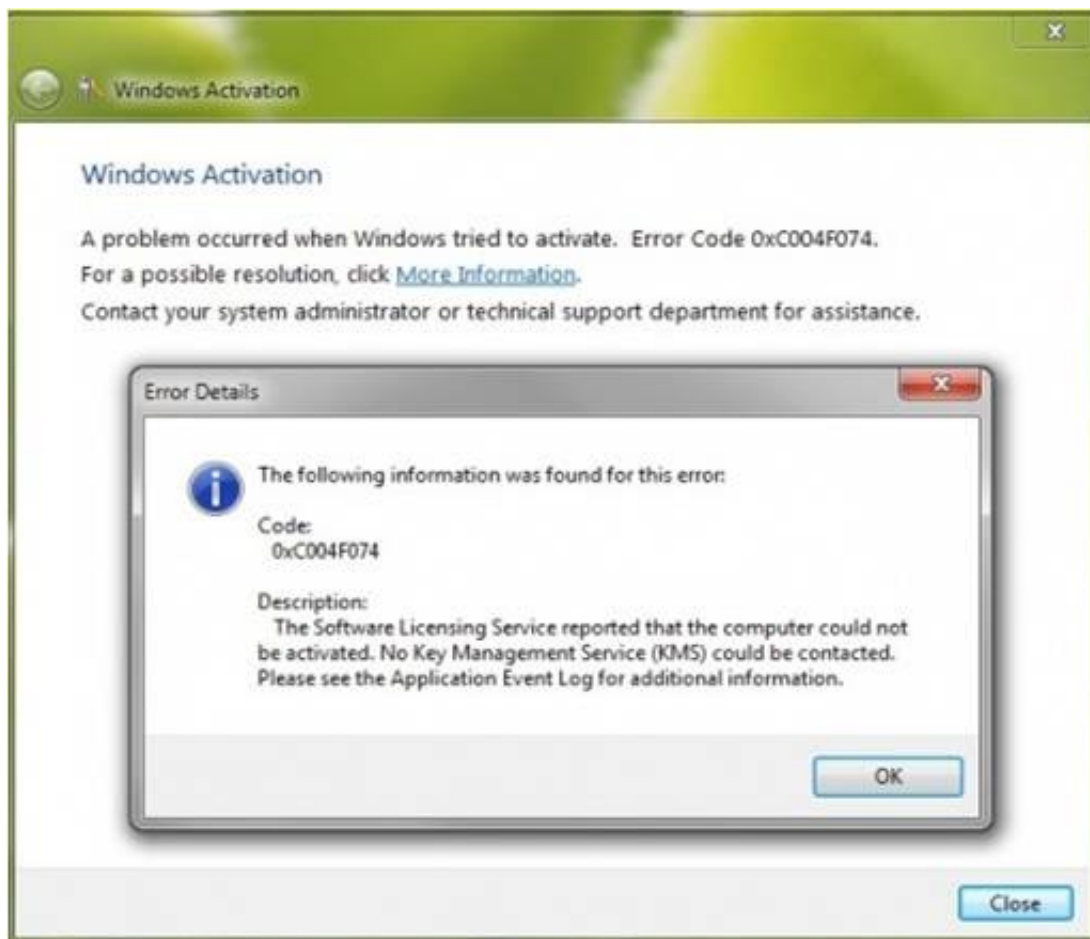 Windows Activation
Windows Activation
A problem occurred when Windows tried to activate. Error Code 0xC004F074.
For a possible resolution, click More Information.
Contact your system administrator or technical support department for assistance.
Error Details
The following information was found for this error:
Code:
0xC004F074
Description:
The Software Licensing Service reported that the computer could not
be activated. No Key Management Service (KMS) could be contacted.
Please see the Application Event Log for additional information.
OK
Close